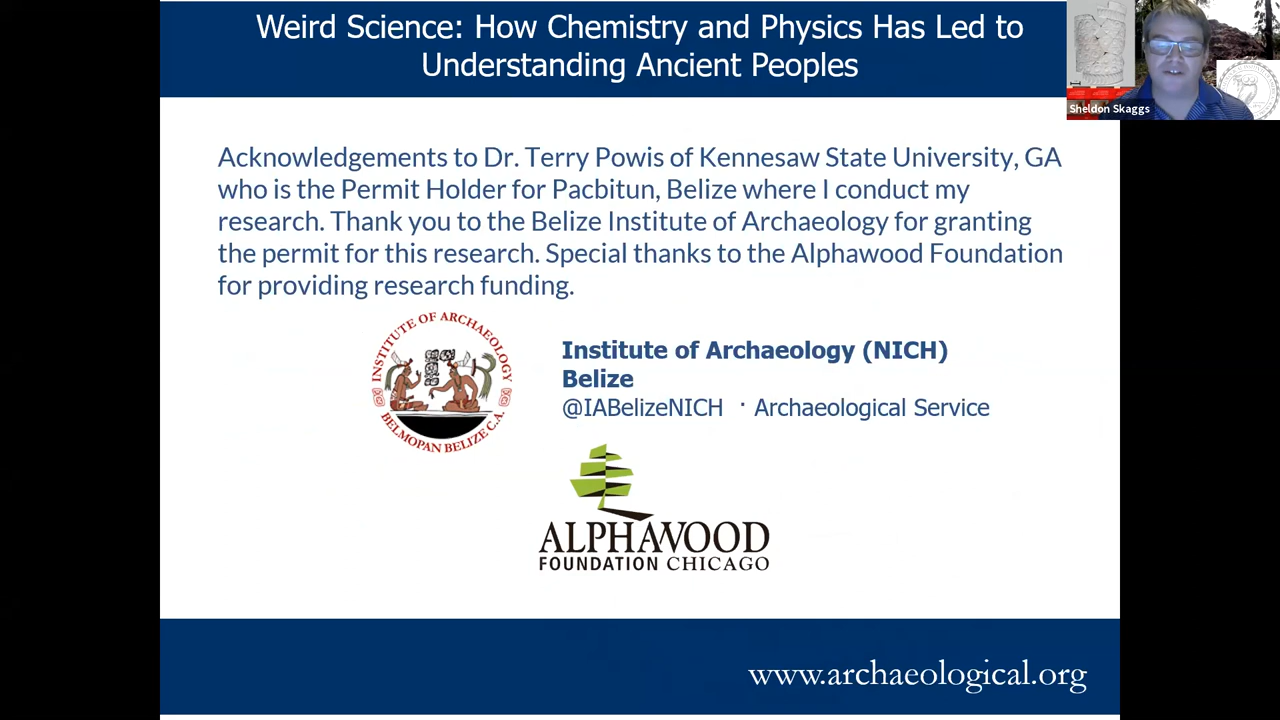 Weird Science: How Chemistry and Physics Has Led to
Understanding Ancient Peoples
Sheldon Skaggs
Acknowledgements to Dr. Terry Powis of Kennesaw State University, GA
who is the Permit Holder for Pacbitun, Belize where I conduct my
research. Thank you to the Belize Institute of Archaeology for granting
the permit for this research. Special thanks to the Alphawood Foundation
for providing research funding.
INSTITUTE OF ARCHAEOLOGY
BELMOPAN BELIZE C.A.
Institute of Archaeology (NICH)
Belize
@IABelizeNICH · Archaeological Service
ALPHAWOOD
FOUNDATION CHICAGO
www.archaeological.org